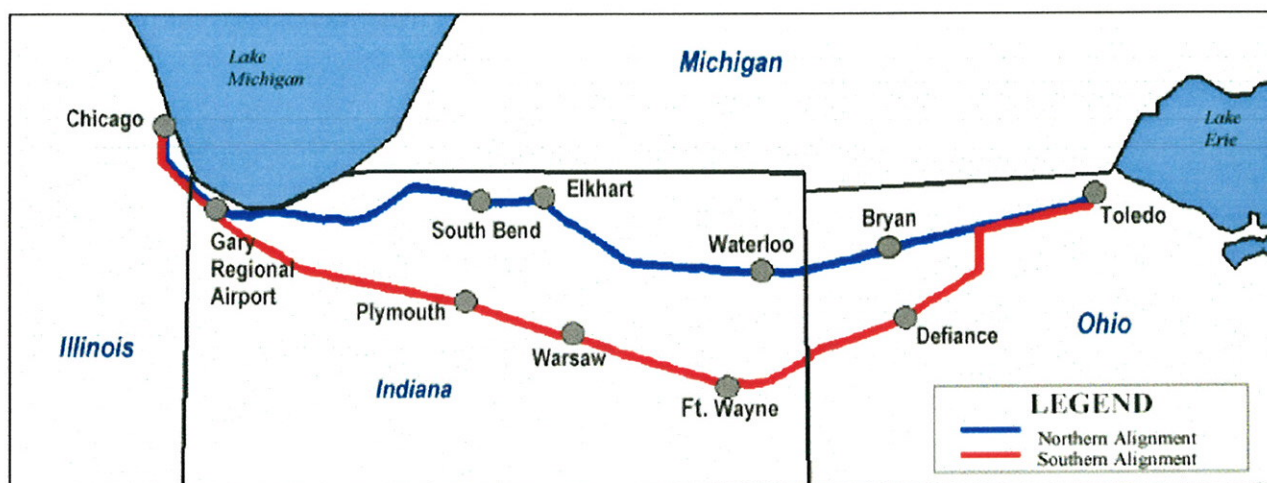 Lake
Michigan
Michigan
Chicago
Lake
Erie
Elkhart
South Bend
Bryan
Toledo
Waterloo
Gary
Regional
Airport
Plymouth
Defiance
Illinois
Warsaw
Ohio
Indiana
Ft. Wayne
LEGEND
Northern Alignment
Southern Alignment